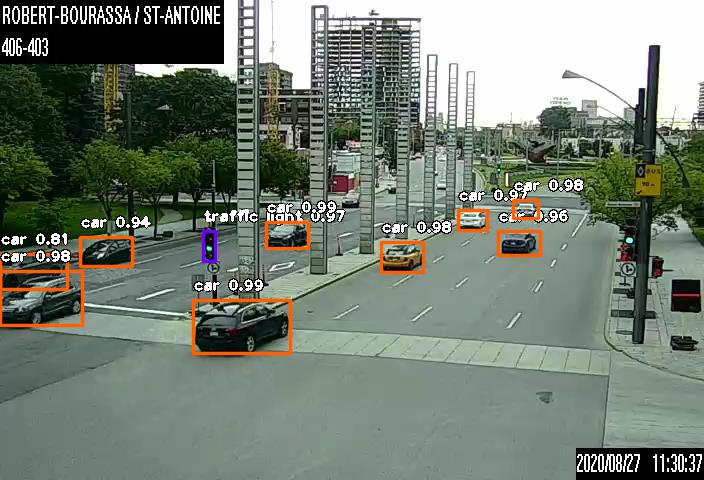 ROBERT-BOURASSA / ST-ANTOINE
406-403
car 0.94
traffic light 0.97
car 0.99
car 0.98
car 0.97
car 0.98
car 0.96
car 0.81
car 0.98
car 0.99
BUS
2020/08/27 11:30:37